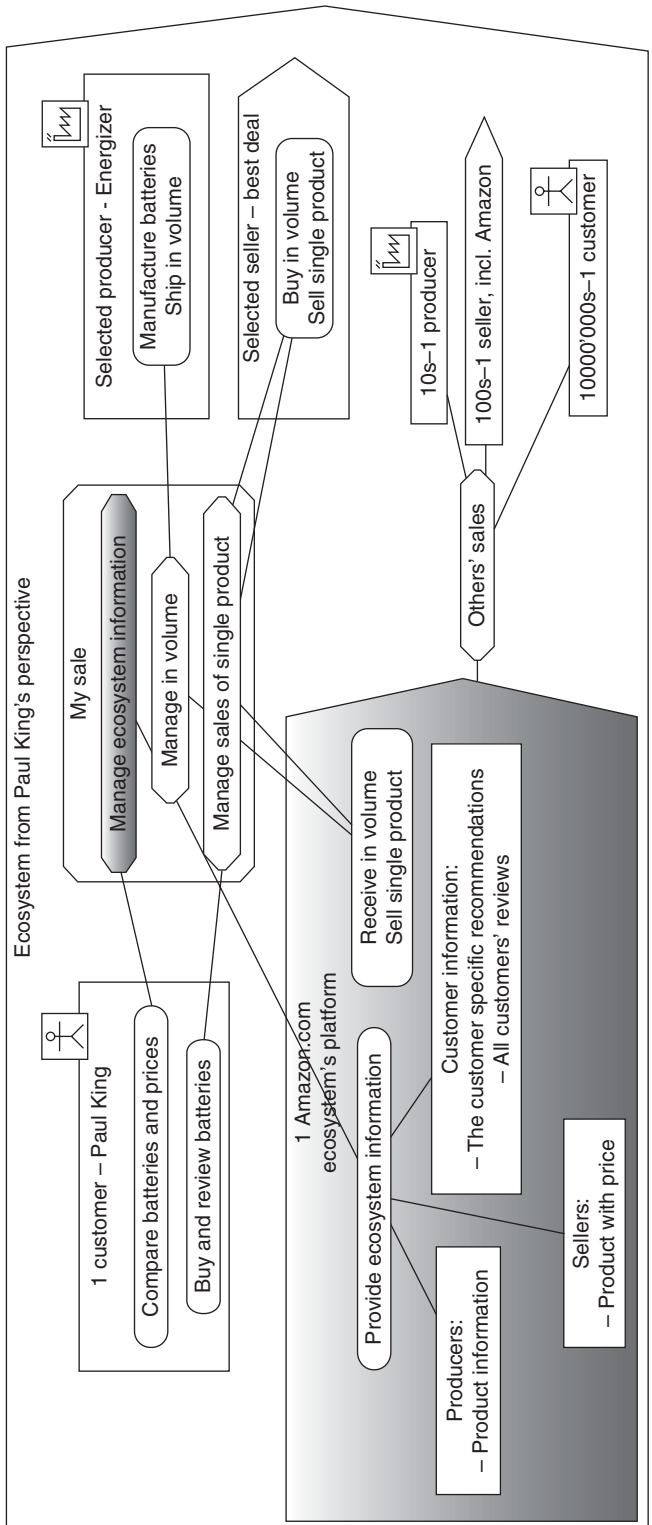 Ecosystem from Paul King's perspective
1 customer – Paul King
Compare batteries and prices
Buy and review batteries
My sale
Manage ecosystem information
Manage in volume
Manage sales of single product
Selected producer - Energizer
Manufacture batteries
Ship in volume
Selected seller – best deal
Buy in volume
Sell single product
1 Amazon.com
ecosystem's platform
Provide ecosystem information
Receive in volume
Sell single product
Producers:
– Product information
Customer information:
– The customer specific recommendations
– All customers' reviews
Sellers:
– Product with price
Others' sales
10s–1 producer
100s–1 seller, incl. Amazon
10000'000s–1 customer